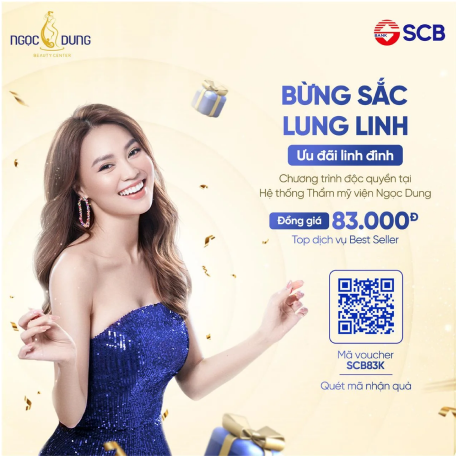 NGỌC DUNG
BEAUTY CENTER
BANK
SCB
BỪNG SẮC
LUNG LINH
Ưu đãi linh đình
Chương trình độc quyền tại
Hệ thống Thẩm mỹ viện Ngọc Dung
Đồng giá 83.000Đ
Top dịch vụ Best Seller
Mã voucher
SCB83K
Quét mã nhận quà